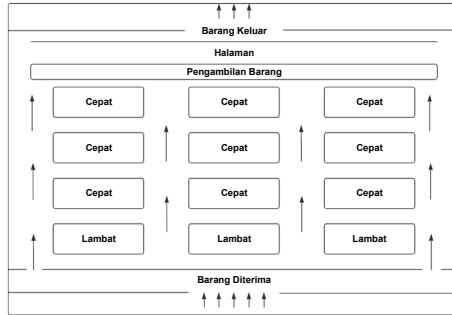 Barang Keluar
Halaman
Pengambilan Barang
Cepat Cepat Cepat
Cepat Cepat Cepat
Cepat Cepat Cepat
Lambat Lambat Lambat
Barang Diterima